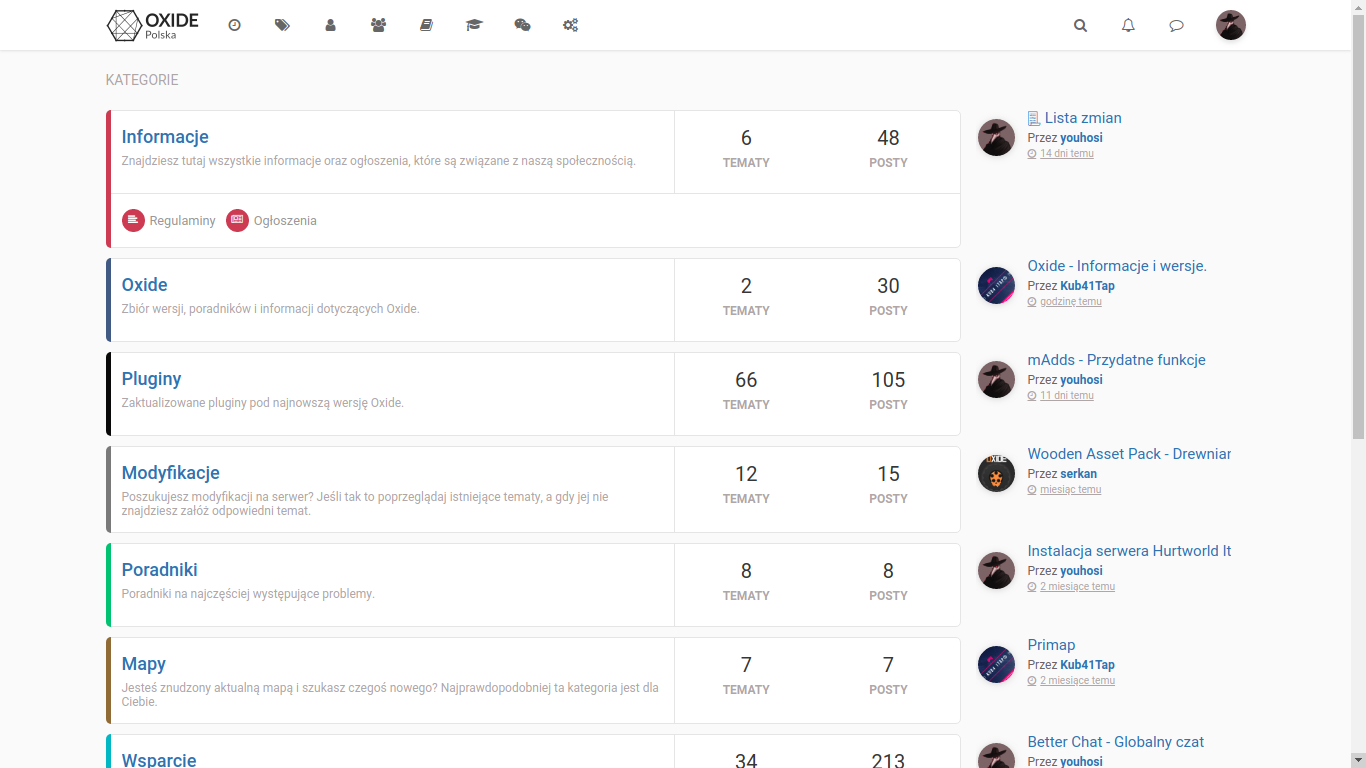 OXIDE
Polska
KATEGORIE
Informacje
Znajdziesz tutaj wszystkie informacje oraz ogłoszenia, które są związane z naszą społecznością.
6
TEMATY
48
POSTY
Lista zmian
Przez youhosi
14 dni temu
Regulaminy
Ogłoszenia
Oxide
Zbiór wersji, poradników i informacji dotyczących Oxide.
2
TEMATY
30
POSTY
Oxide - Informacje i wersje.
Przez Kub41Tap
godzinę temu
Pluginy
Zaktualizowane pluginy pod najnowszą wersję Oxide.
66
TEMATY
105
POSTY
mAdds - Przydatne funkcje
Przez youhosi
11 dni temu
Modyfikacje
Poszukujesz modyfikacji na serwer? Jeśli tak to poprzeglądaj istniejące tematy, a gdy jej nie
znajdziesz załóż odpowiedni temat.
12
TEMATY
15
POSTY
Wooden Asset Pack - Drewnian
Przez serkan
miesiąc temu
Poradniki
Poradniki na najczęściej występujące problemy.
8
TEMATY
8
POSTY
Instalacja serwera Hurtworld It
Przez youhosi
2 miesiące temu
Mapy
Jesteś znudzony aktualną mapą i szukasz czegoś nowego? Najprawdopodobniej ta kategoria jest dla
Ciebie.
7
TEMATY
7
POSTY
Primap
Przez Kub41Tap
2 miesiące temu
Wsparcie
34
213
Better Chat - Globalny czat
Przez youhosi